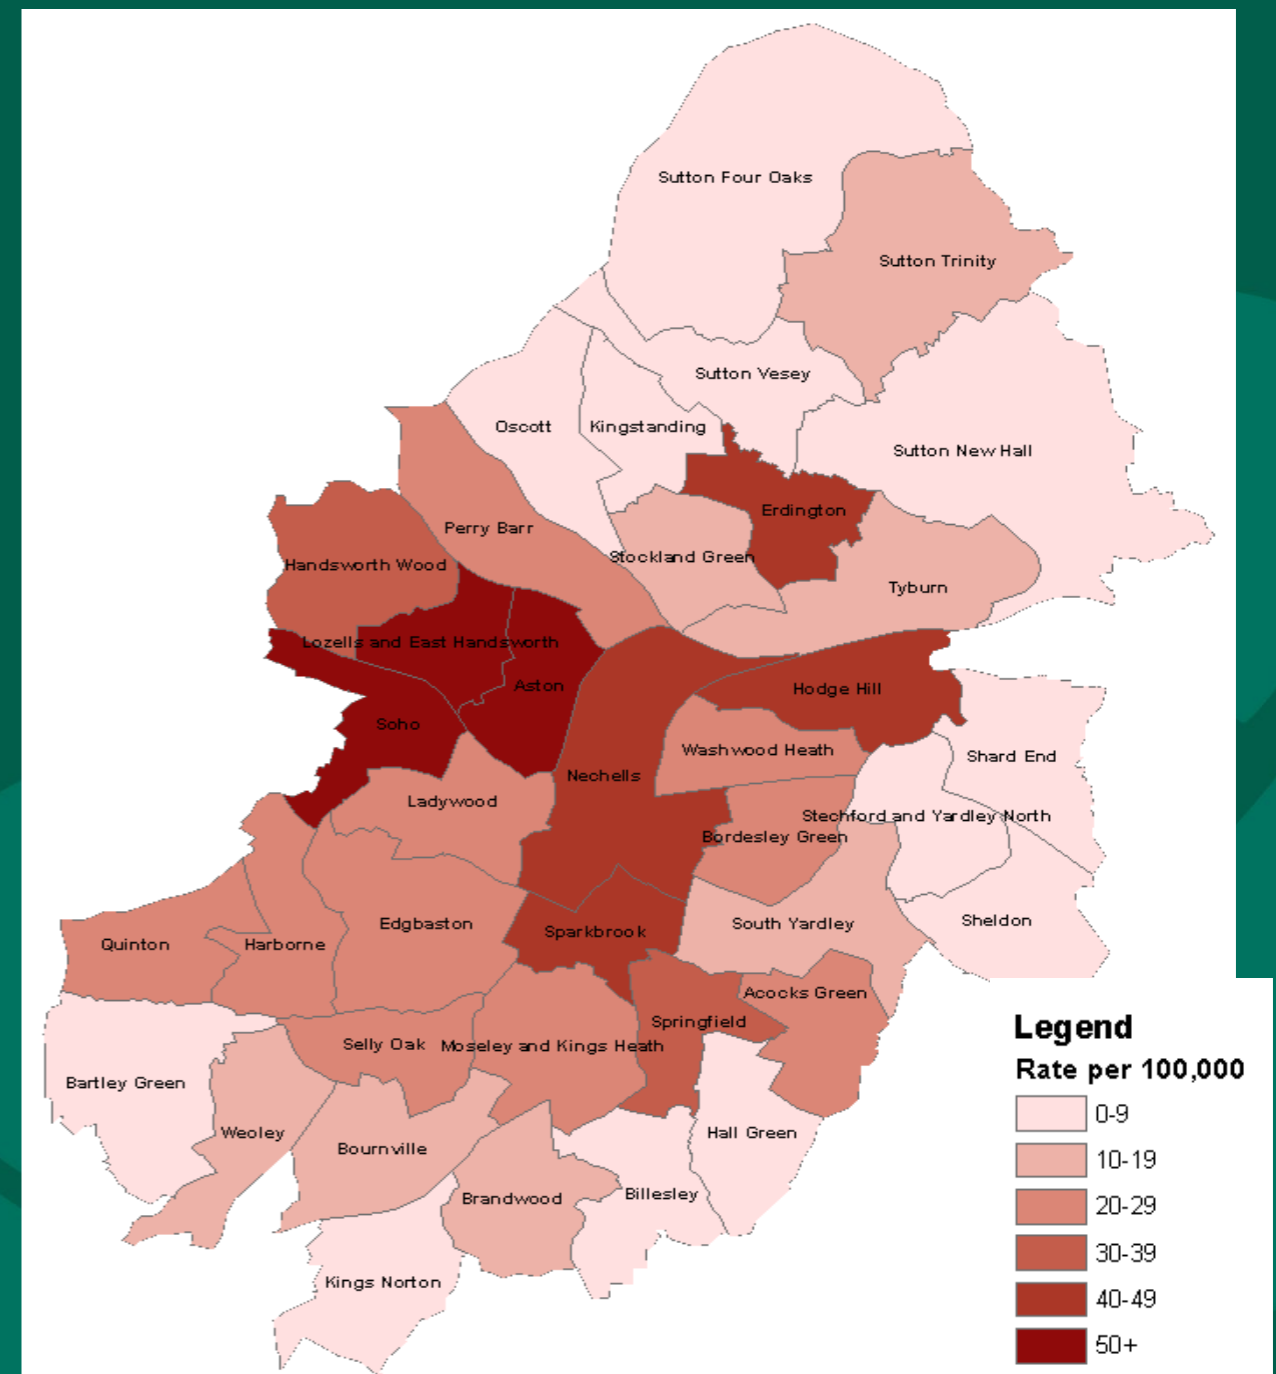 Sutton Four Oaks
Sutton Trinity
Sutton Vesey
Oscott
Kingstanding
Sutton New Hall
Erdington
Perry Barr
Stockland Green
Handsworth Wood
Tyburn
Lozells and East Handsworth
Aston
Hodge Hill
Soho
Washwood Heath
Shard End
Nechells
Ladywood
Stechford and Yardley North
Bordesley Green
Edgbaston
South Yardley
Sheldon
Sparkbrook
Quinton
Harborne
Acocks Green
Springfield
Selly Oak
Moseley and Kings Heath
Bartley Green
Weoley
Hall Green
Bournville
Billesley
Brandwood
Kings Norton
Legend
Rate per 100,000
0-9
10-19
20-29
30-39
40-49
50+